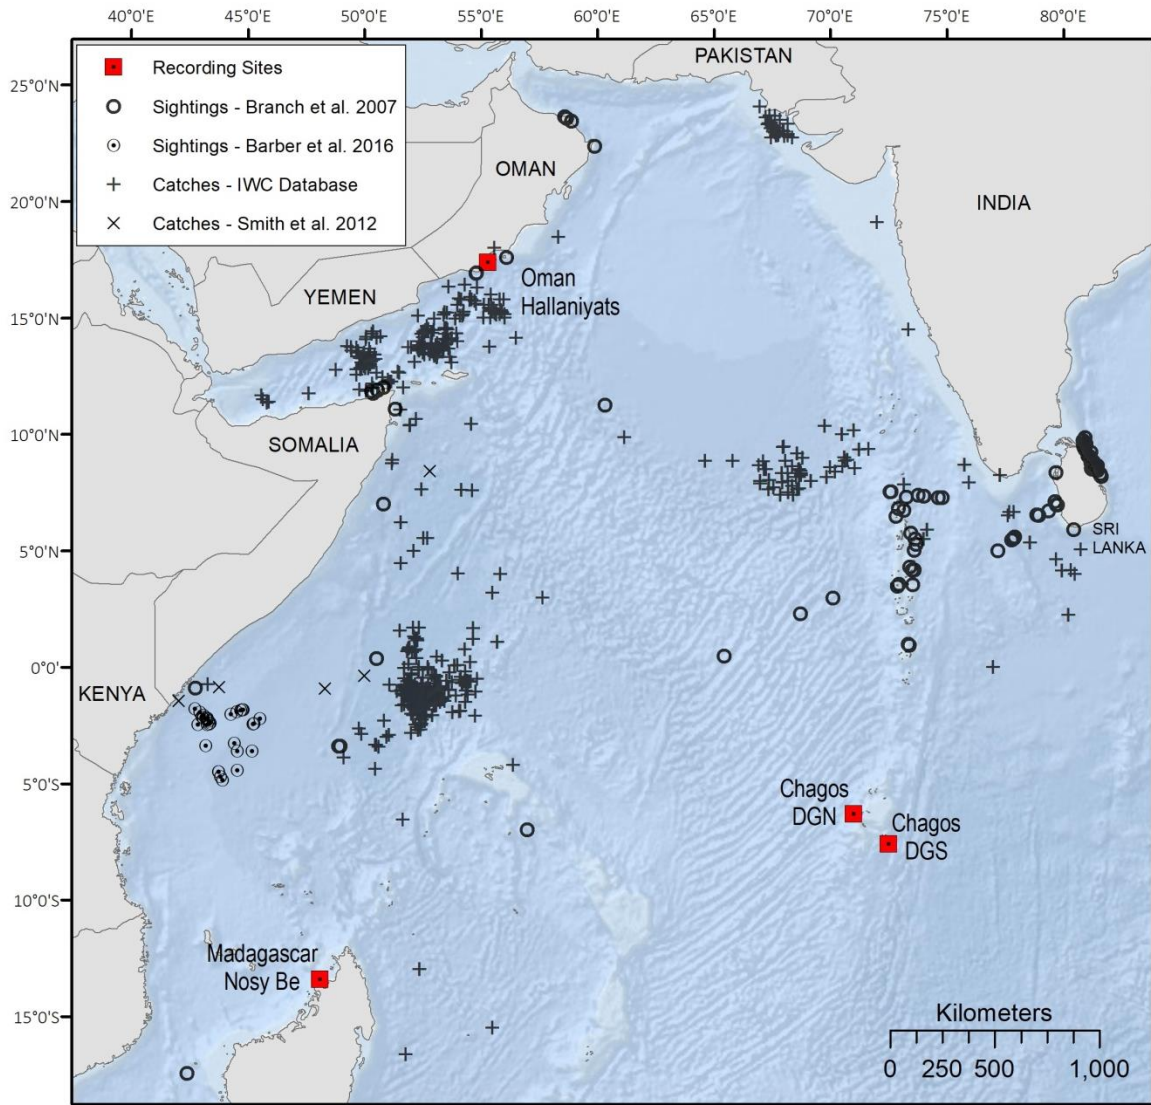 40°0'E 45°0'E 50°0'E 55°0'E 60°0'E 65°0'E 70°0'E 75°0'E 80°0'E
Recording Sites
Sightings - Branch et al. 2007
Sightings - Barber et al. 2016
Catches - IWC Database
Catches - Smith et al. 2012
PAKISTAN
25°0'N
OMAN
20°0'N
INDIA
Oman
Hallaniyats
YEMEN
15°0'N
10°0'N
SOMALIA
5°0'N
SRI
LANKA
0°0'
KENYA
5°0'S
Chagos
DGN
Chagos
DGS
10°0'S
Madagascar
Nosy Be
15°0'S
Kilometers
0 250 500 1,000